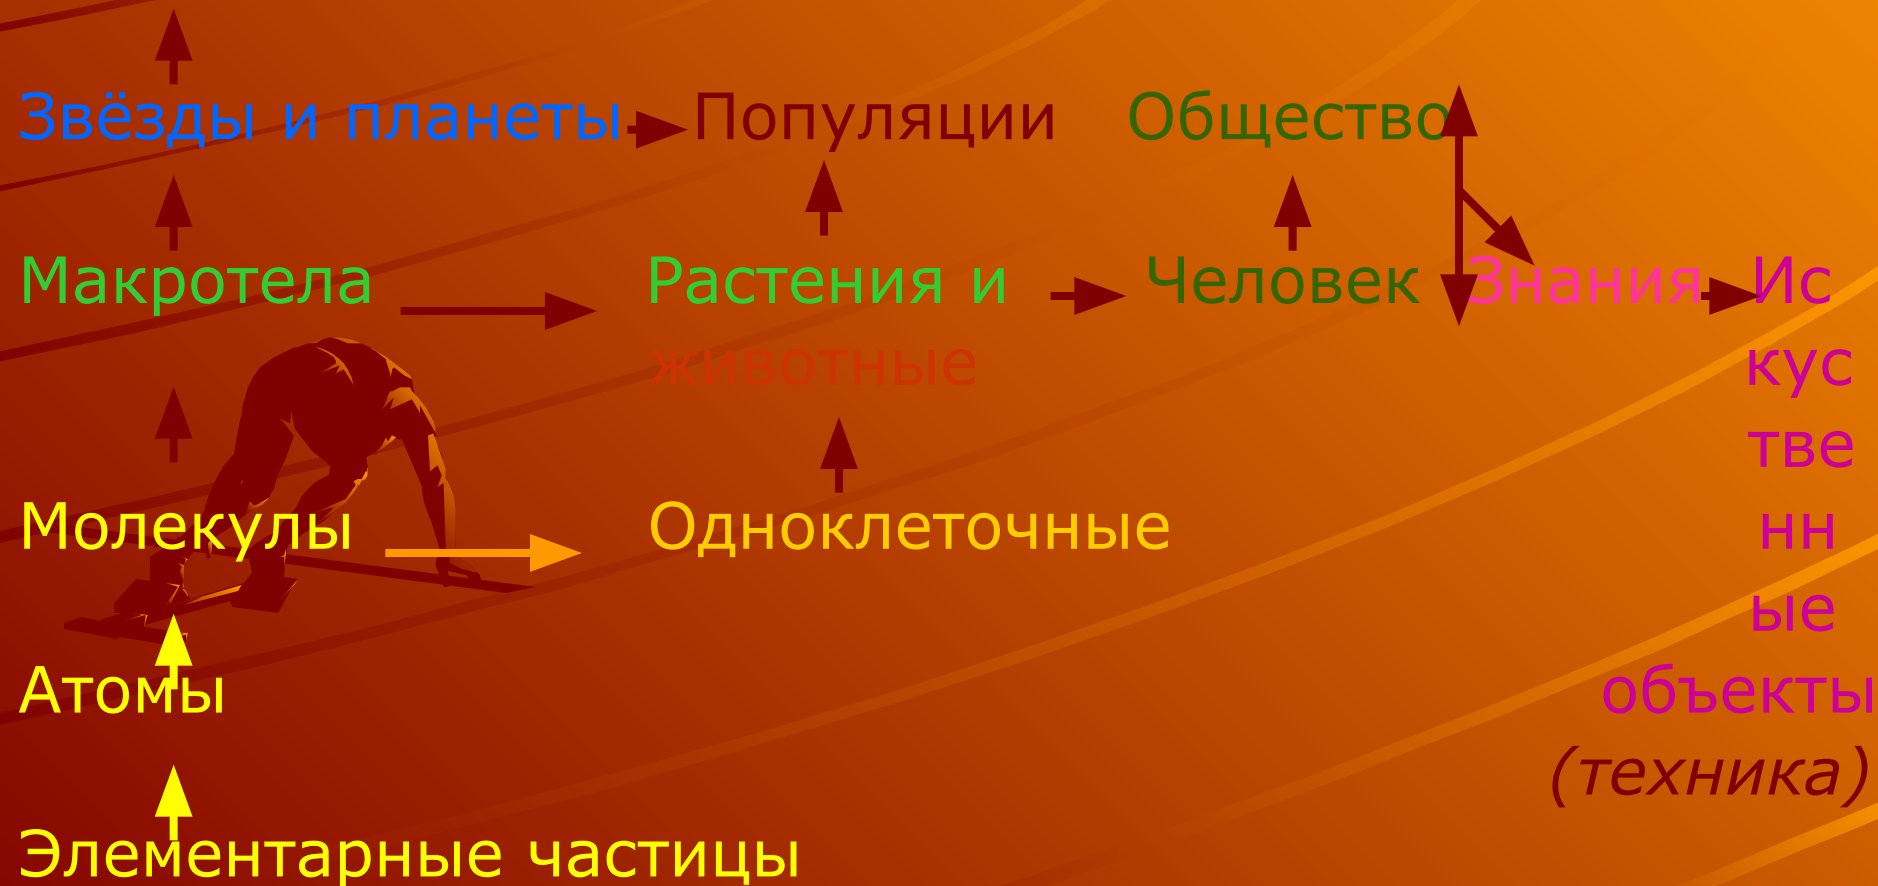 Звёзды и планеты Популяции Общество
Макротела Растения и Человек Знания Ис
животные кус
тве
Молекулы Одноклеточные нн
ые
Атомы объекты
(техника)
Элементарные частицы